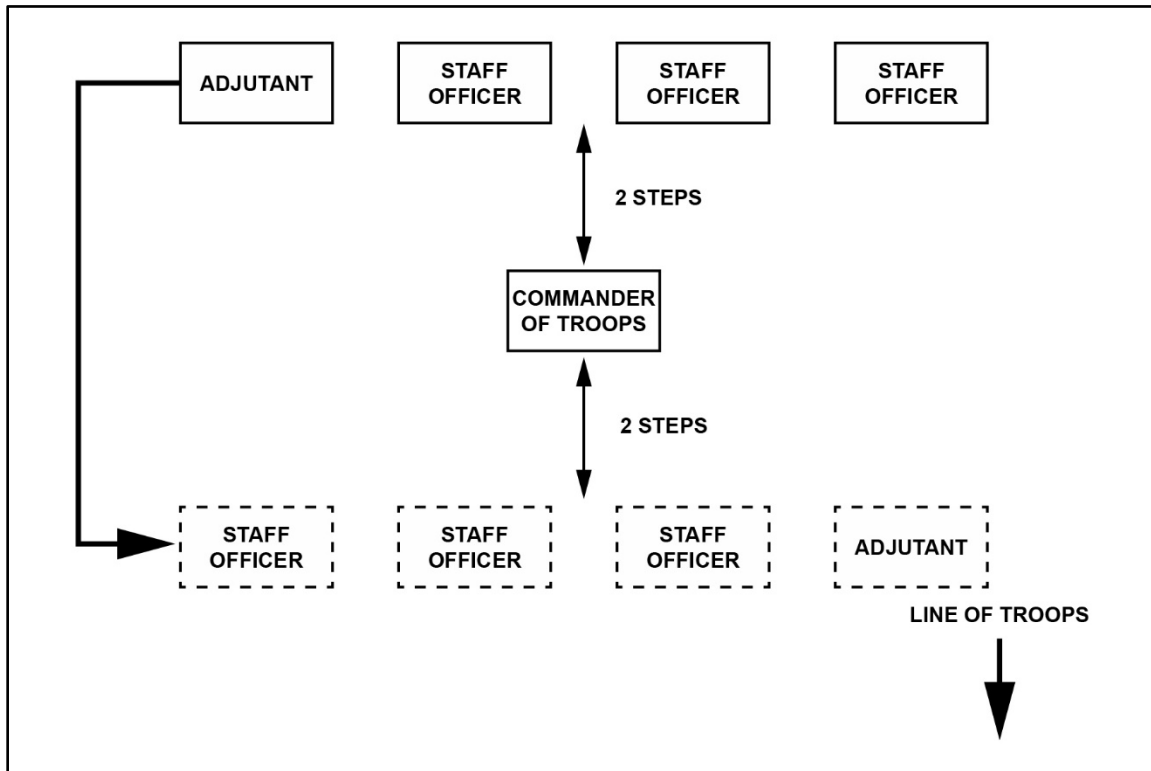 ADJUTANT
STAFF
OFFICER
STAFF
OFFICER
STAFF
OFFICER
2 STEPS
COMMANDER
OF TROOPS
2 STEPS
STAFF
OFFICER
STAFF
OFFICER
STAFF
OFFICER
ADJUTANT
LINE OF TROOPS